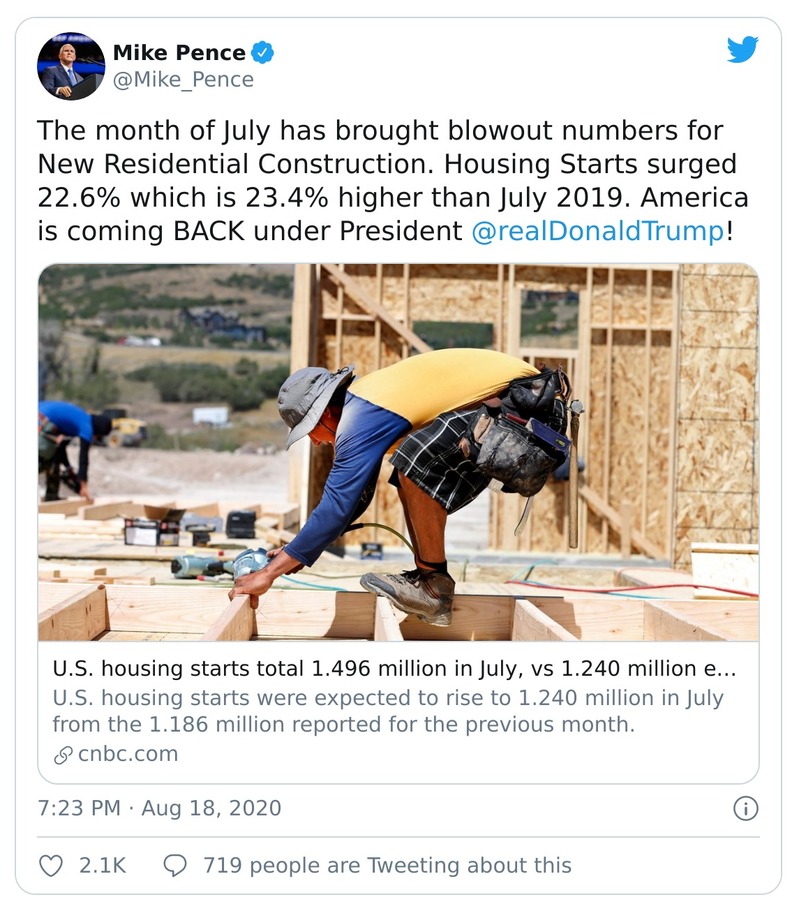 Mike Pence
@Mike_Pence
The month of July has brought blowout numbers for
New Residential Construction. Housing Starts surged
22.6% which is 23.4% higher than July 2019. America
is coming BACK under President @realDonaldTrump!
U.S. housing starts total 1.496 million in July, vs 1.240 million e...
U.S. housing starts were expected to rise to 1.240 million in July
from the 1.186 million reported for the previous month.
cnbc.com
7:23 PM · Aug 18, 2020
2.1K 719 people are Tweeting about this